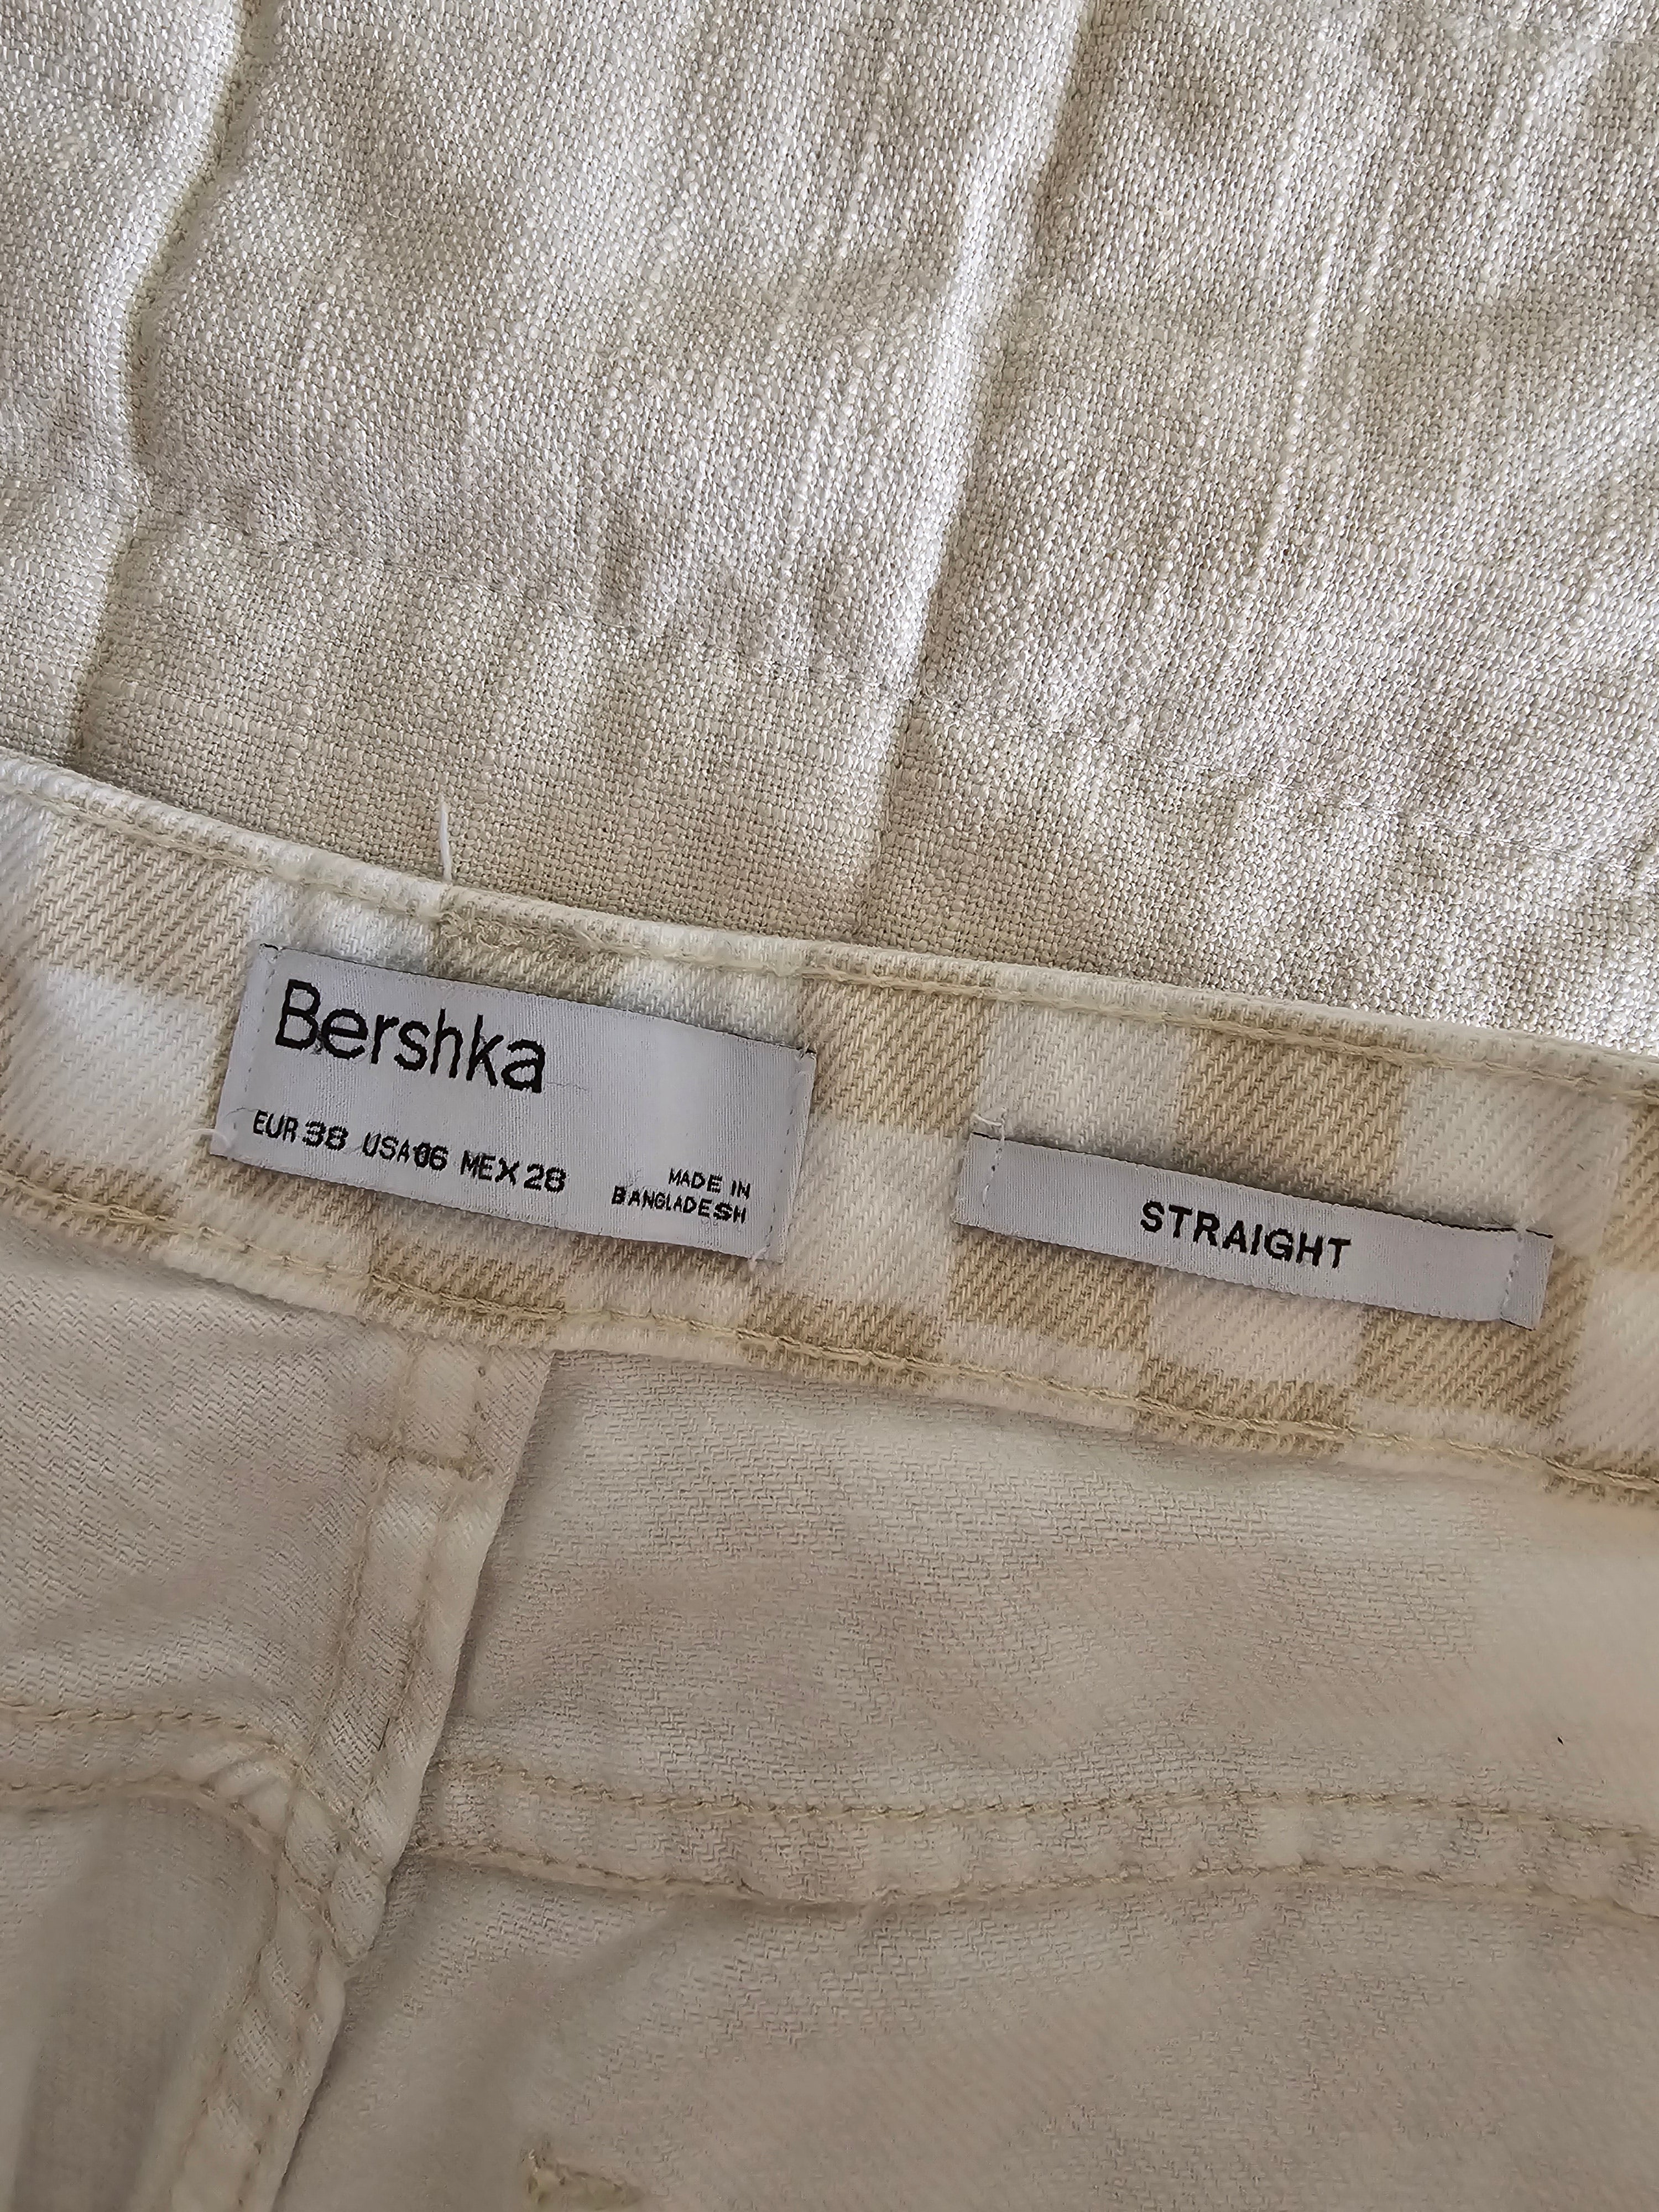 Bershka
EUR 38 USA 06 MEX 28
MADE IN
BANGLADESH
STRAIGHT